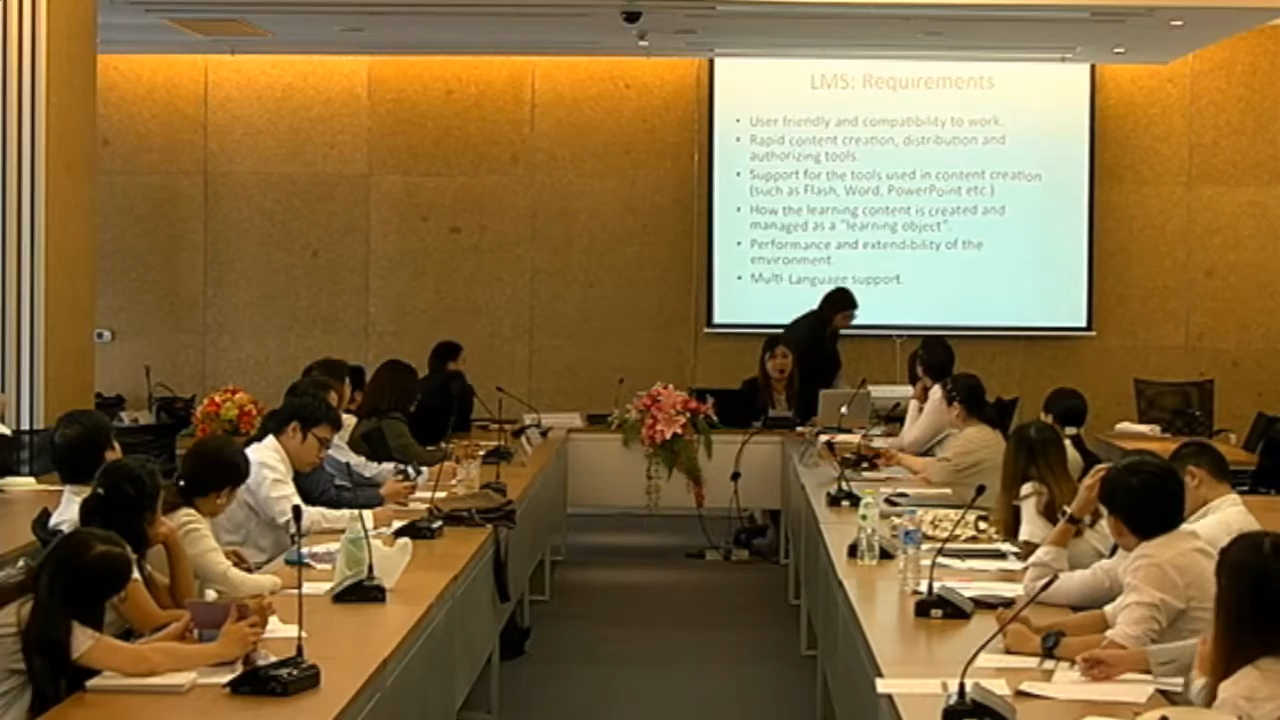 LMS: Requirements
• User friendly and compatibility to work.
• Rapid content creation, distribution and
authorizing tools.
• Support for the tools used in content creation
(such as Flash, Word, PowerPoint etc.)
• How the learning content is created and
managed as a "learning object".
• Performance and extendibility of the
environment.
• Multi-Language support.